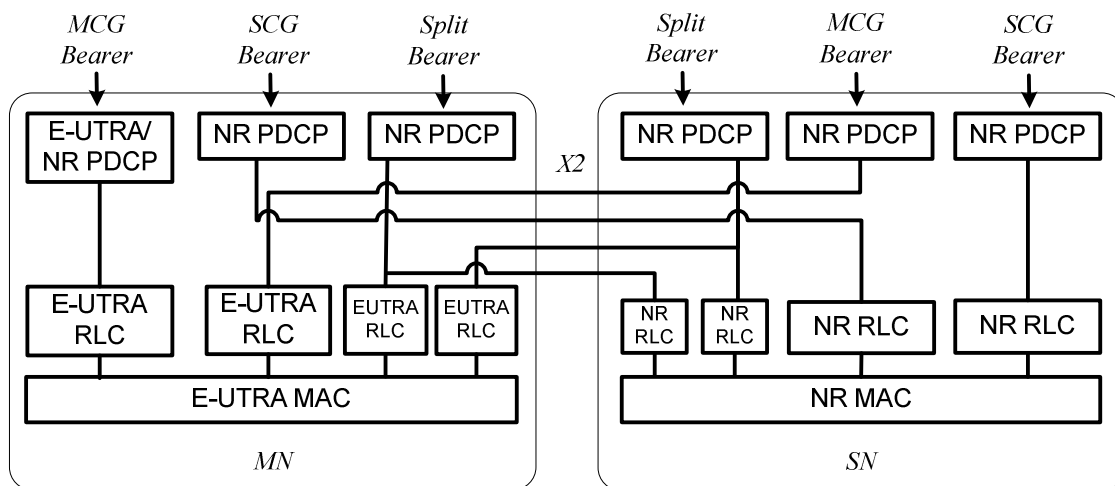 MCG
Bearer
SCG
Bearer
Split
Bearer
Split
Bearer
MCG
Bearer
SCG
Bearer
E-UTRA/
NR PDCP
NR PDCP
NR PDCP
X2
NR PDCP
NR PDCP
NR PDCP
E-UTRA
RLC
E-UTRA
RLC
EUTRA
RLC
EUTRA
RLC
NR
RLC
NR
RLC
NR RLC
NR RLC
E-UTRA MAC
NR MAC
MN
SN